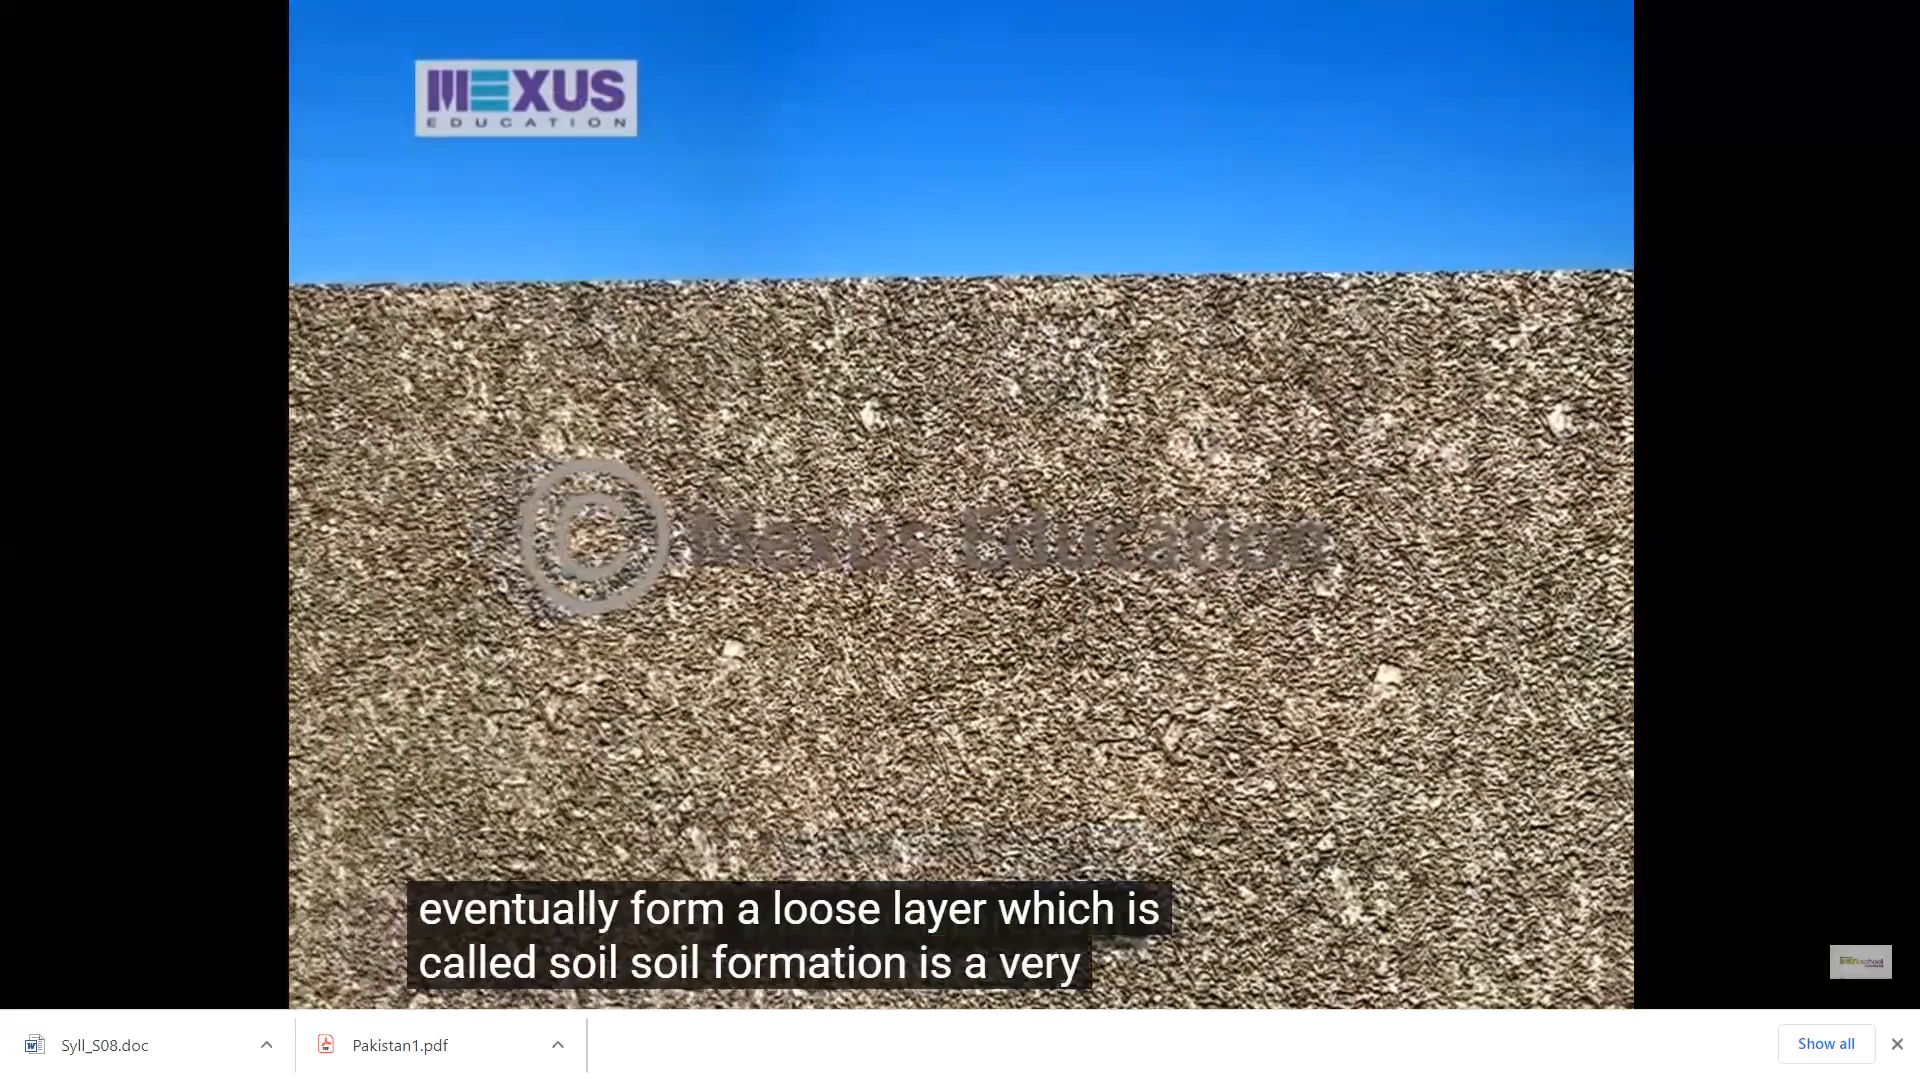 MEXUS
EDUCATION
© Mexus Education
eventually form a loose layer which is
called soil soil formation is a very
Syll_S08.doc
Pakistan1.pdf
Show all